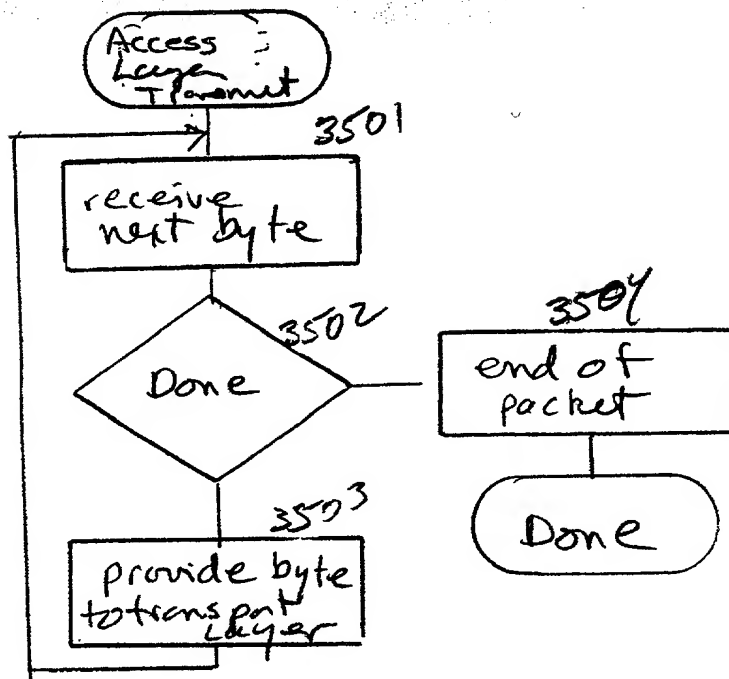 Access
Layer
Transmit
3501
receive
next byte
3502
Done
3504
end of
packet
Done
3503
provide byte
to transport
Layer